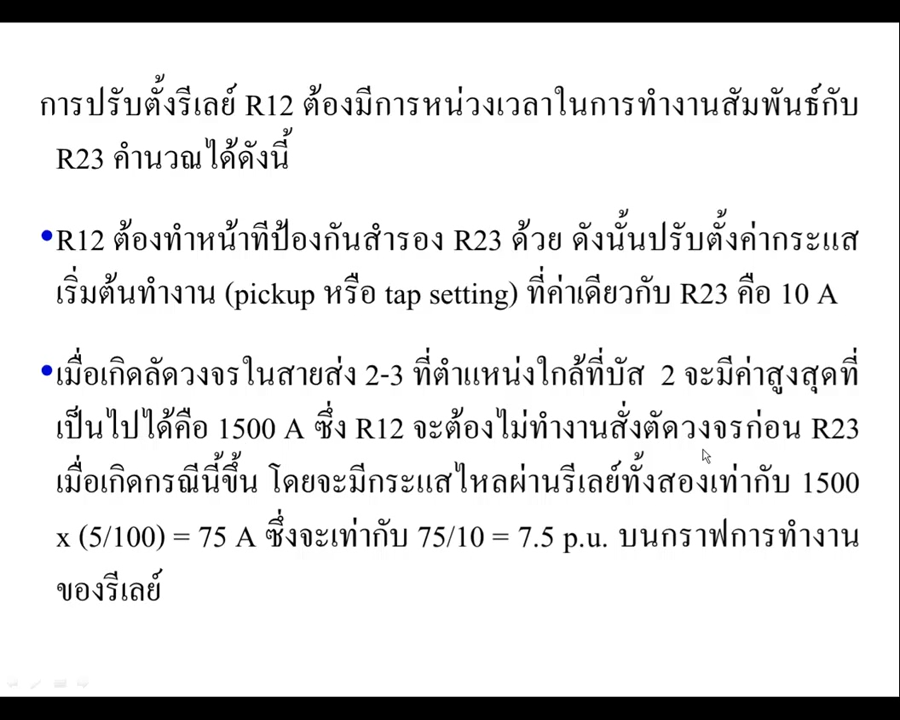 การปรับตั้งรีเลย์ R12 ต้องมีการหน่วงเวลาในการทำงานสัมพันธ์กับ
R23 คำนวณได้ดังนี้
•R12 ต้องทำหน้าทีป้องกันสำรอง R23 ด้วย ดังนั้นปรับตั้งค่ากระแส
เริ่มต้นทำงาน (pickup หรือ tap setting) ที่ค่าเดียวกับ R23 คือ 10 A
•เมื่อเกิดลัดวงจรในสายส่ง 2-3 ที่ตำแหน่งใกล้ที่บัส 2 จะมีค่าสูงสุดที่
เป็นไปได้คือ 1500 A ซึ่ง R12 จะต้องไม่ทำงานสั่งตัดวงจรก่อน R23
เมื่อเกิดกรณีนี้ขึ้น โดยจะมีกระแสไหลผ่านรีเลย์ทั้งสองเท่ากับ 1500
x (5/100) = 75 A ซึ่งจะเท่ากับ 75/10 = 7.5 p.u. บนกราฟการทำงาน
ของรีเลย์